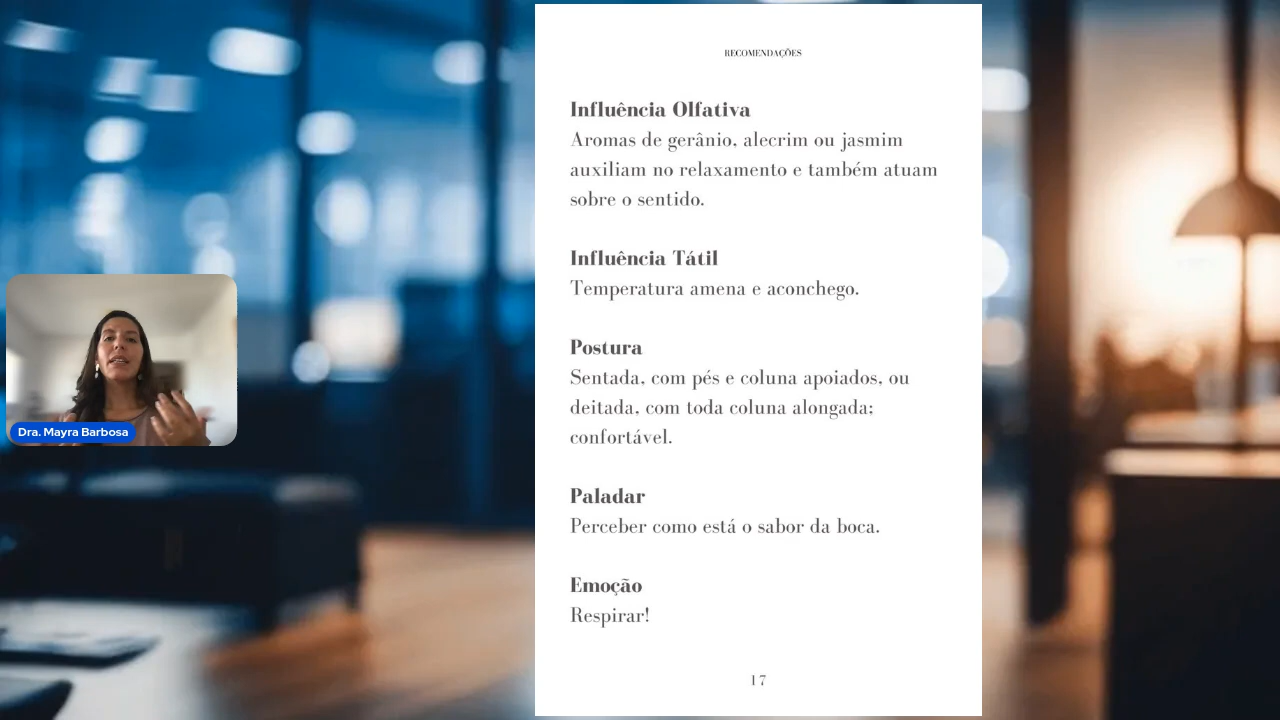 RECOMENDAÇÕES
Influência Olfativa
Aromas de gerânio, alecrim ou jasmim
auxiliam no relaxamento e também atuam
sobre o sentido.
Influência Tátil
Temperatura amena e aconchego.
Postura
Sentada, com pés e coluna apoiados, ou
deitada, com toda coluna alongada;
confortável.
Paladar
Perceber como está o sabor da boca.
Emoção
Respirar!
17
Dra. Mayra Barbosa